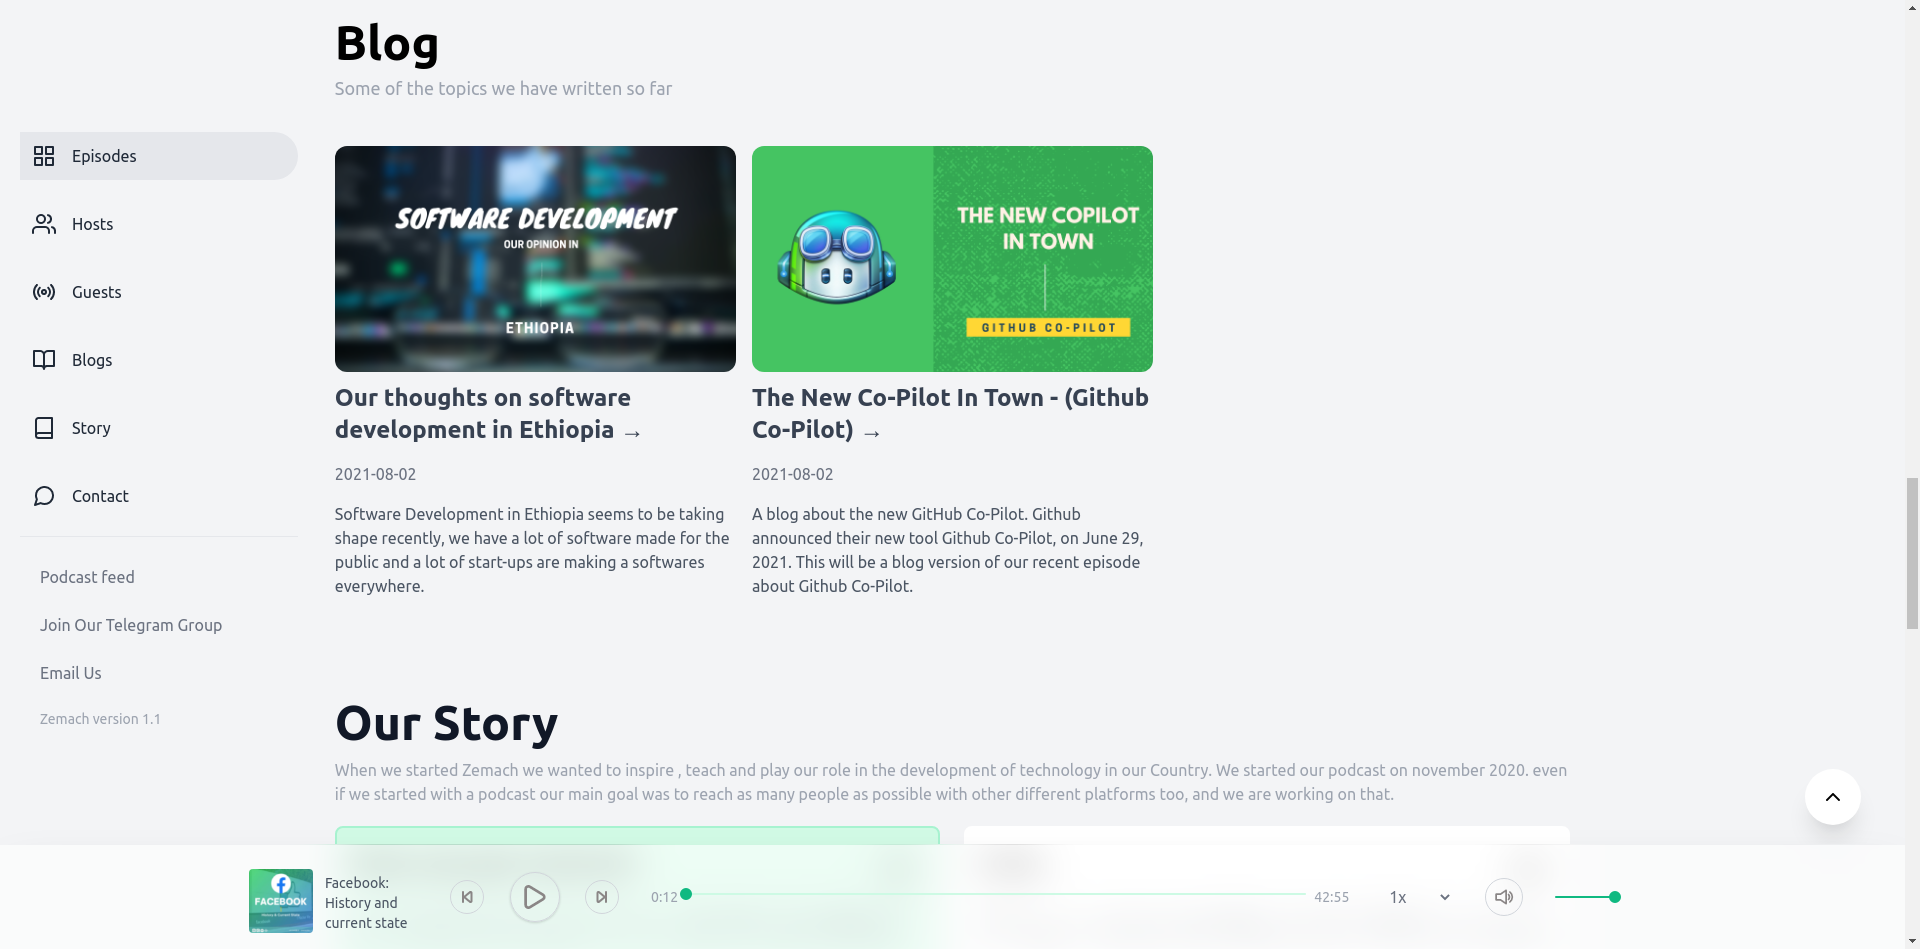 Blog
Some of the topics we have written so far
Episodes
Hosts
Guests
Blogs
Story
Contact
Podcast feed
Join Our Telegram Group
Email Us
Zemach version 1.1
SOFTWARE DEVELOPMENT
OUR OPINION IN
ETHIOPIA
Our thoughts on software
development in Ethiopia →
2021-08-02
Software Development in Ethiopia seems to be taking
shape recently, we have a lot of software made for the
public and a lot of start-ups are making a softwares
everywhere.
THE NEW COPILOT
IN TOWN
GITHUB CO-PILOT
The New Co-Pilot In Town - (Github
Co-Pilot) →
2021-08-02
A blog about the new GitHub Co-Pilot. Github
announced their new tool Github Co-Pilot, on June 29,
2021. This will be a blog version of our recent episode
about Github Co-Pilot.
Our Story
When we started Zemach we wanted to inspire , teach and play our role in the development of technology in our Country. We started our podcast on november 2020. even
if we started with a podcast our main goal was to reach as many people as possible with other different platforms too, and we are working on that.
FACEBOOK
Facebook:
History and
current state
0:12
42:55
1x